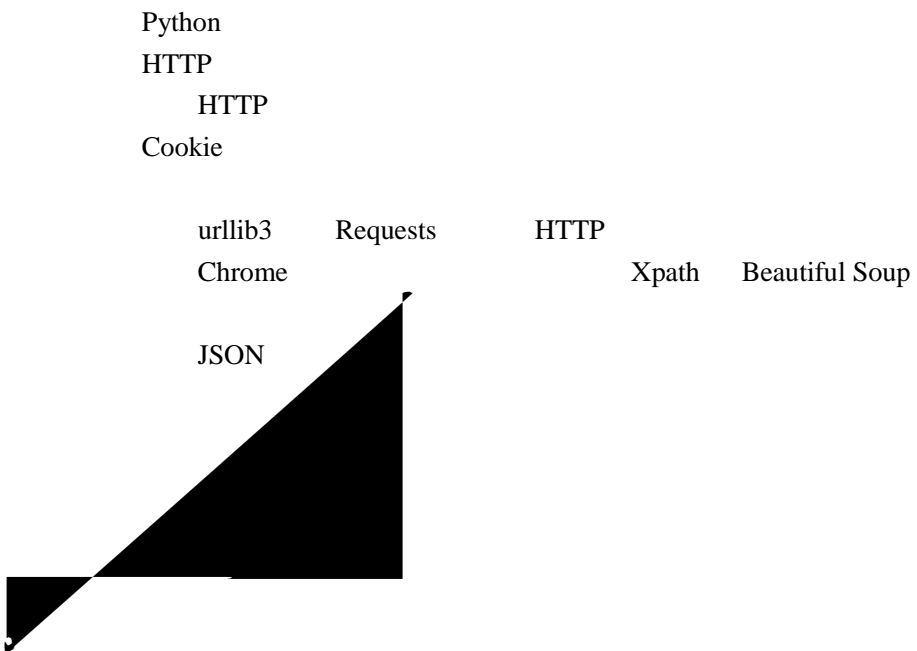 Python
HTTP
HTTP
Cookie
urllib3 Requests HTTP
Chrome Xpath Beautiful Soup
JSON